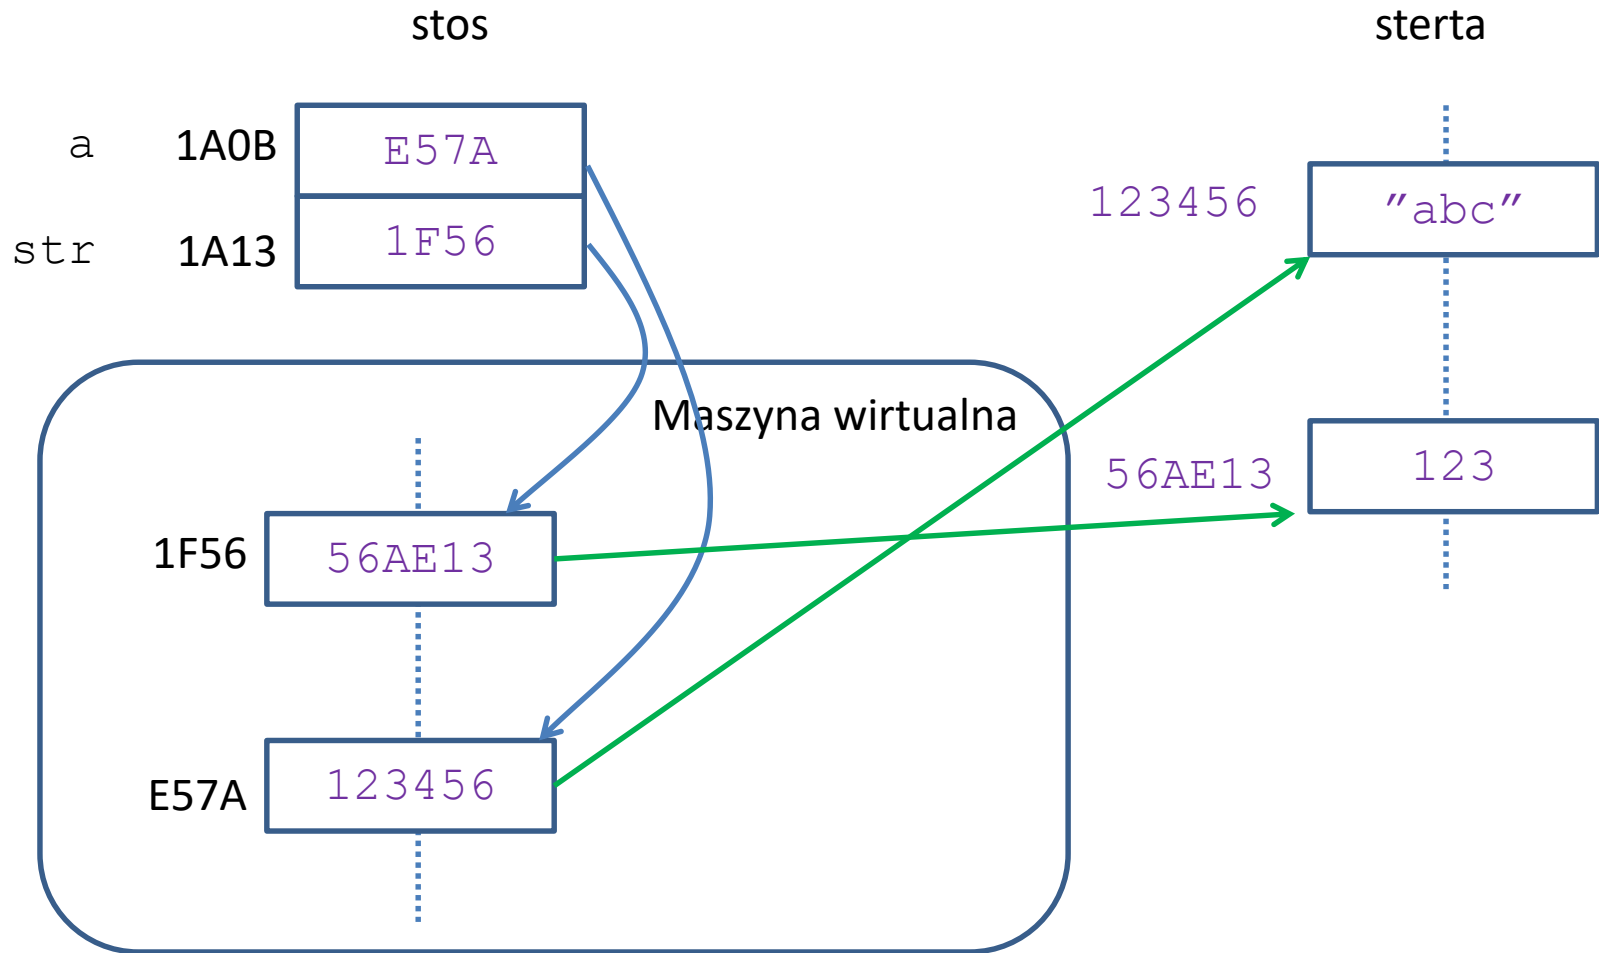 stos
sterta
a 1A0B E57A
123456 ”abc”
str 1A13 1F56
Maszyna wirtualna
56AE13 123
1F56 56AE13
E57A 123456